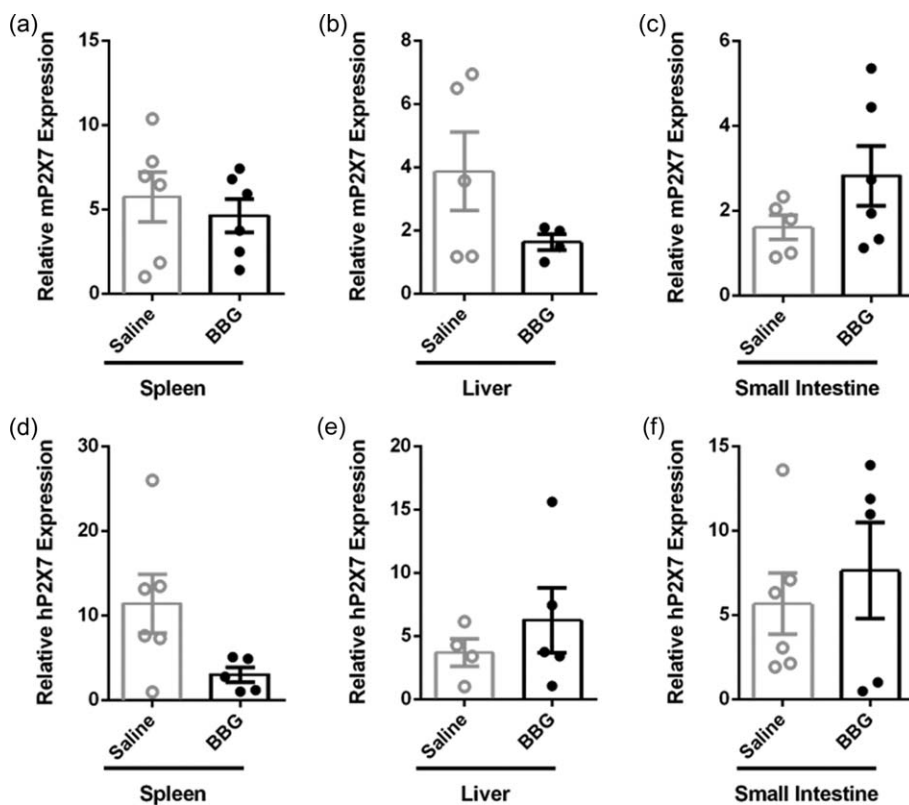 (a)
Relative mP2X7 Expression
15
10
5
0
Saline
BBG
Spleen
(b)
Relative mP2X7 Expression
8
6
4
2
0
Saline
BBG
Liver
(c)
Relative mP2X7 Expression
6
4
2
0
Saline
BBG
Small Intestine
(d)
Relative hP2X7 Expression
30
20
10
0
Saline
BBG
Spleen
(e)
Relative hP2X7 Expression
20
15
10
5
0
Saline
BBG
Liver
(f)
Relative hP2X7 Expression
15
10
5
0
Saline
BBG
Small Intestine